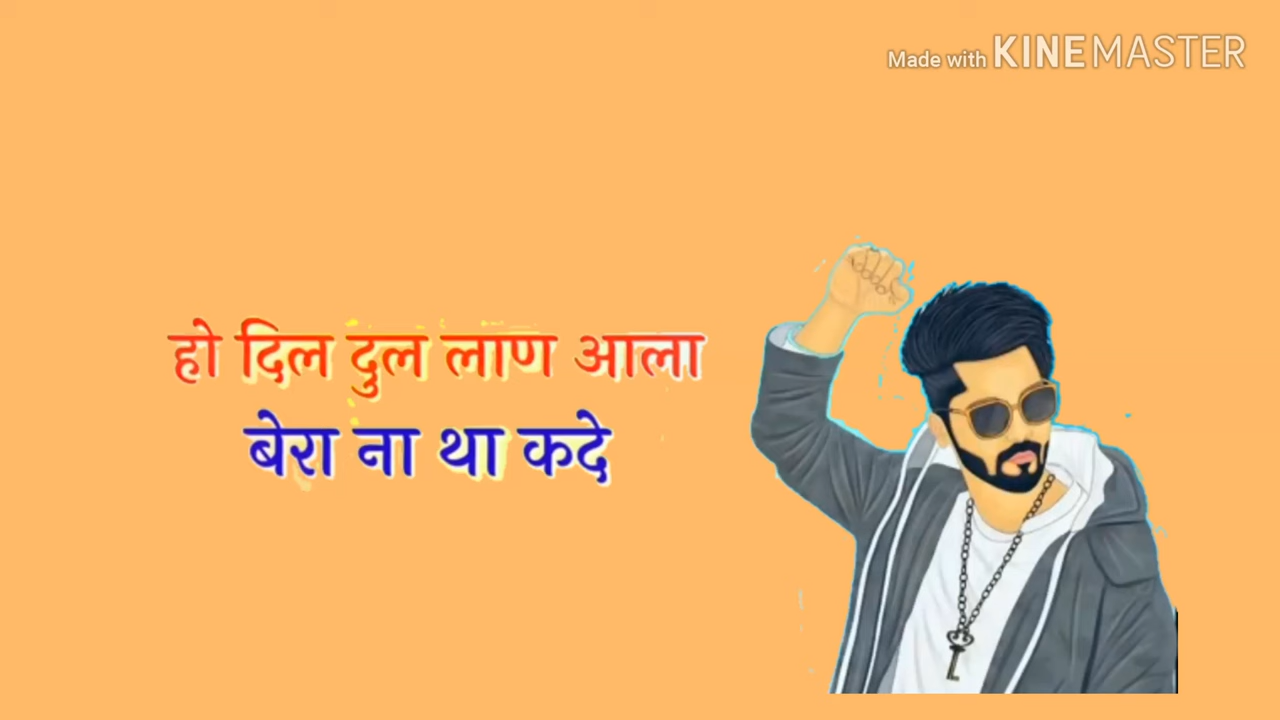 Made with KINEMASTER
हो दिल दुल लाण आला
बेरा ना था कदे